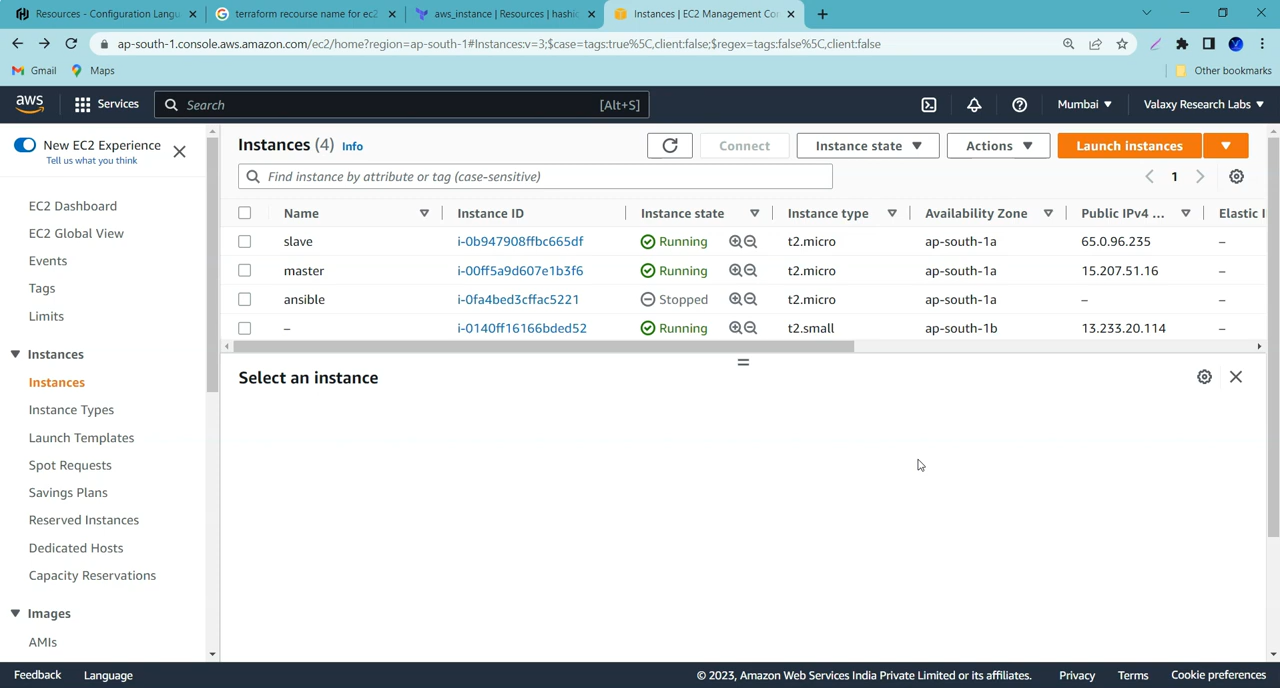 Resources - Configuration Langu
terraform recourse name for ec2
aws_instance | Resources | hashic
Instances | EC2 Management Co
ap-south-1.console.aws.amazon.com/ec2/home?region=ap-south-1#Instances:v=3;$case=tags:true%5C,client:false;$regex=tags:false%5C,client:false
Gmail Maps Other bookmarks
aws Services Search [Alt+S] Mumbai Valaxy Research Labs
New EC2 Experience
Tell us what you think
EC2 Dashboard
EC2 Global View
Events
Tags
Limits
Instances
Instances
Instance Types
Launch Templates
Spot Requests
Savings Plans
Reserved Instances
Dedicated Hosts
Capacity Reservations
Images
AMIs
Instances (4) Info Connect Instance state Actions Launch instances
Find instance by attribute or tag (case-sensitive) 1
Name Instance ID Instance state Instance type Availability Zone Public IPv4 ... Elastic I
slave i-0b947908ffbc665df Running t2.micro ap-south-1a 65.0.96.235 –
master i-00ff5a9d607e1b3f6 Running t2.micro ap-south-1a 15.207.51.16 –
ansible i-0fa4bed3cffac5221 Stopped t2.micro ap-south-1a – –
– i-0140ff16166bded52 Running t2.small ap-south-1b 13.233.20.114 –
Select an instance
Feedback Language © 2023, Amazon Web Services India Private Limited or its affiliates. Privacy Terms Cookie preferences